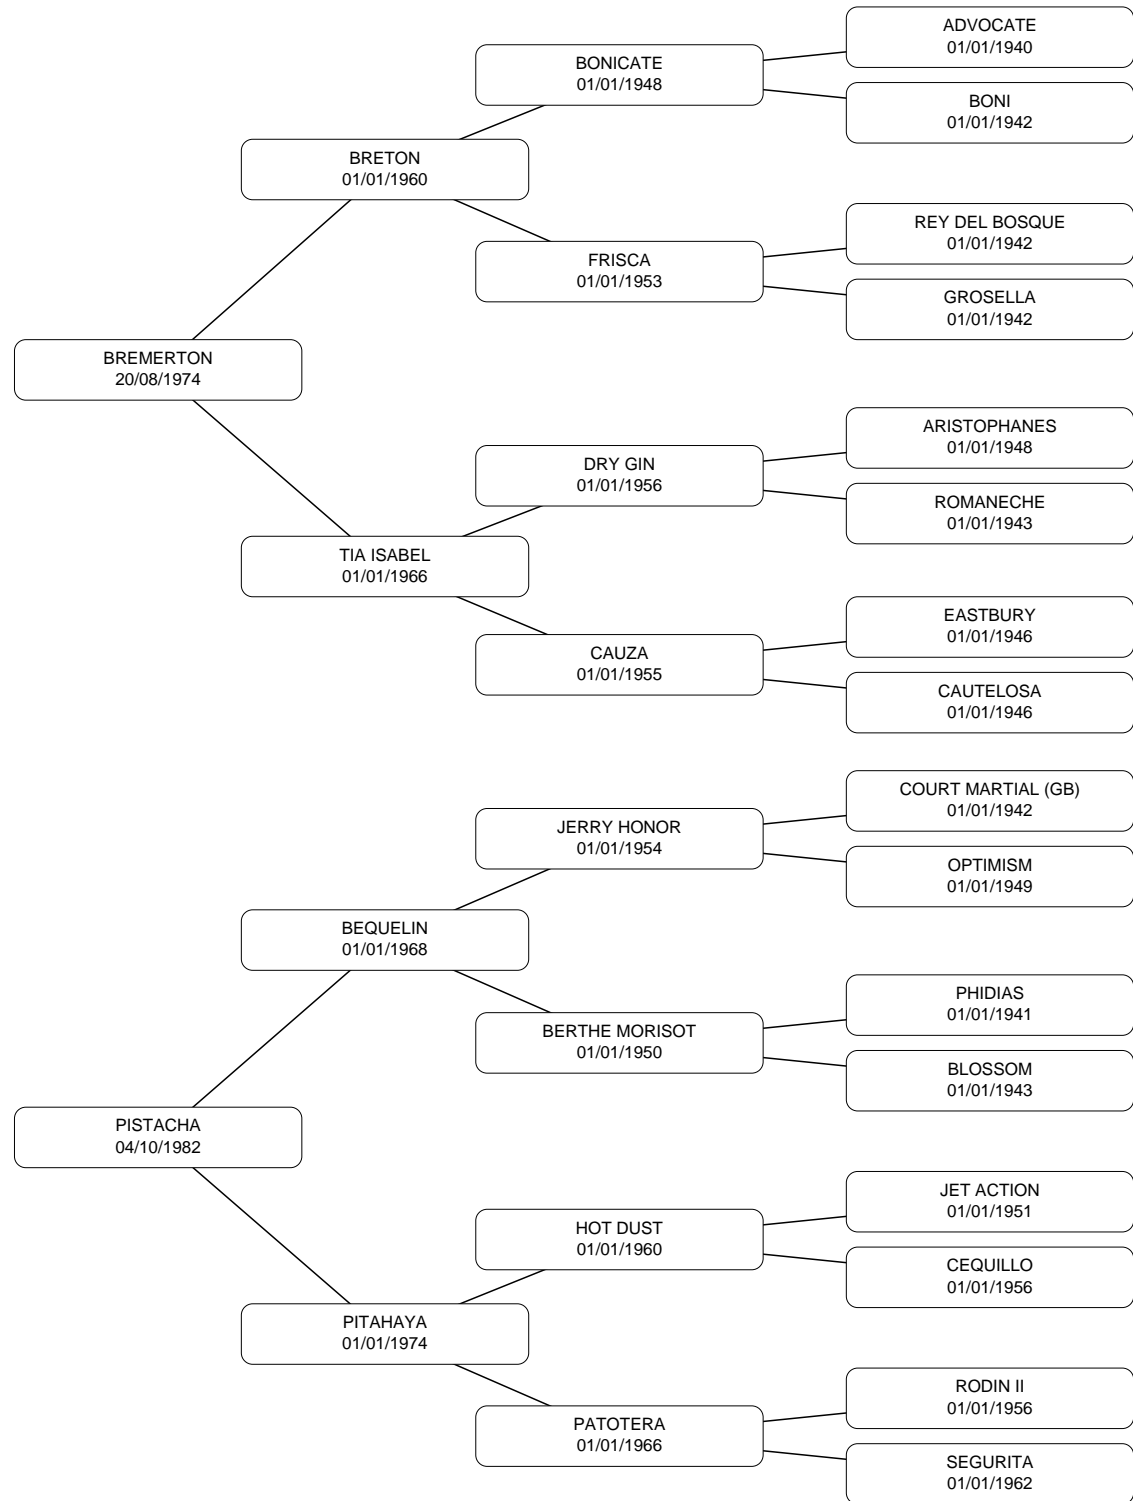 ADVOCATE
01/01/1940
BONICATE
01/01/1948
BONI
01/01/1942
BRETON
01/01/1960
REY DEL BOSQUE
01/01/1942
FRISCA
01/01/1953
GROSELLA
01/01/1942
BREMERTON
20/08/1974
ARISTOPHANES
01/01/1948
DRY GIN
01/01/1956
ROMANECHE
01/01/1943
TIA ISABEL
01/01/1966
EASTBURY
01/01/1946
CAUZA
01/01/1955
CAUTELOSA
01/01/1946
COURT MARTIAL (GB)
01/01/1942
JERRY HONOR
01/01/1954
OPTIMISM
01/01/1949
BEQUELIN
01/01/1968
PHIDIAS
01/01/1941
BERTHE MORISOT
01/01/1950
BLOSSOM
01/01/1943
PISTACHA
04/10/1982
JET ACTION
01/01/1951
HOT DUST
01/01/1960
CEQUILLO
01/01/1956
PITAHAYA
01/01/1974
RODIN II
01/01/1956
PATOTERA
01/01/1966
SEGURITA
01/01/1962